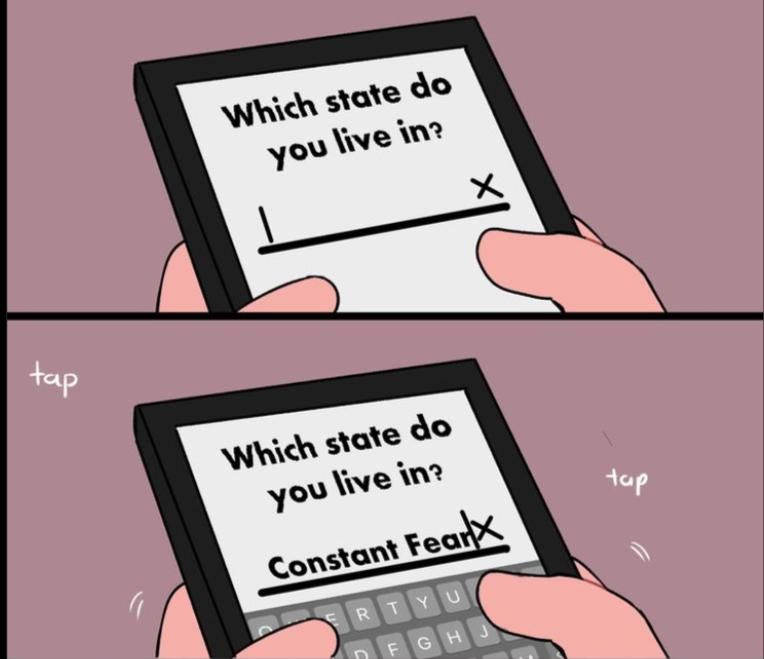 Which state do
you live in?
X
tap
Which state do
you live in?
Constant Fear X
tap
E R T Y U
D F G H J